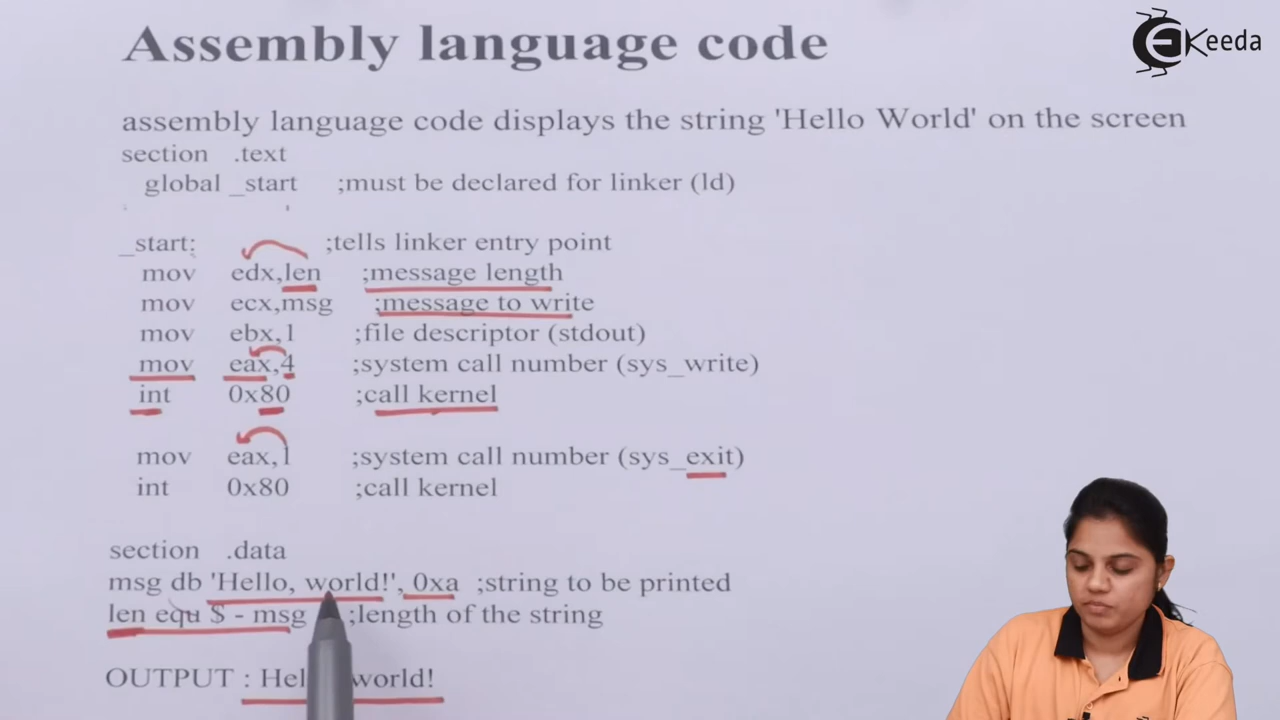 Assembly language code
EKeeda
assembly language code displays the string 'Hello World' on the screen
section .text
global _start ;must be declared for linker (ld)
_start: ;tells linker entry point
mov edx,len ;message length
mov ecx,msg ;message to write
mov ebx,1 ;file descriptor (stdout)
mov eax,4 ;system call number (sys_write)
int 0x80 ;call kernel
mov eax,1 ;system call number (sys_exit)
int 0x80 ;call kernel
section .data
msg db 'Hello, world!', 0xa ;string to be printed
len equ $ - msg ;length of the string
OUTPUT : world!